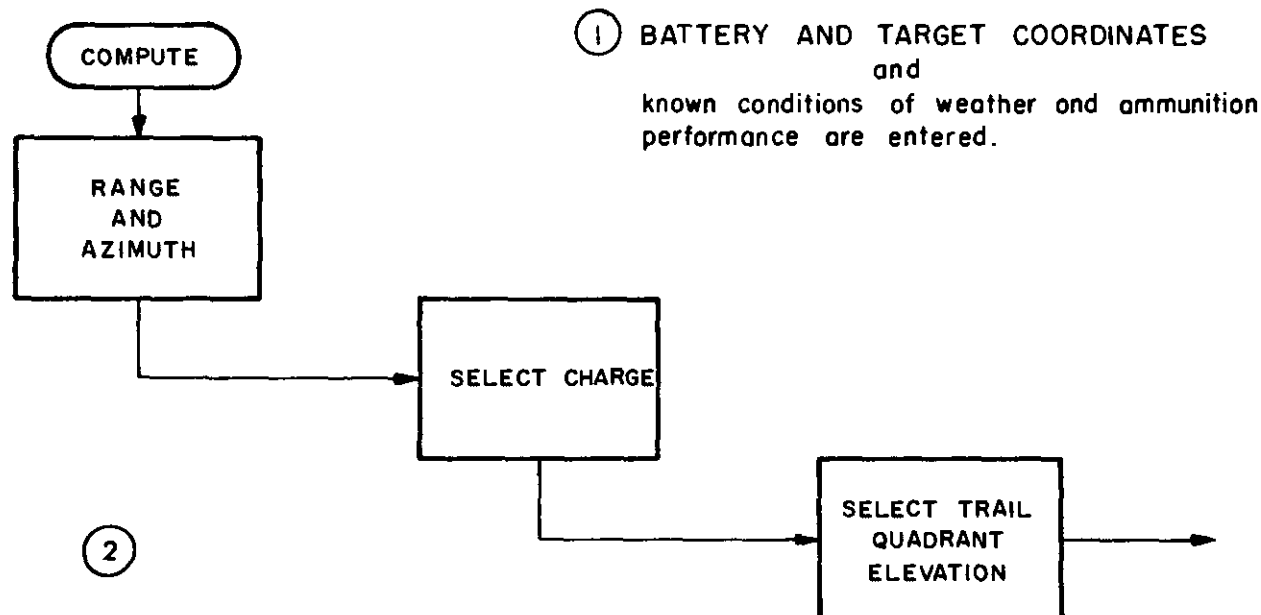 COMPUTE
1 BATTERY AND TARGET COORDINATES
and
known conditions of weather ond ammunition
performance are entered.
RANGE
AND
AZIMUTH
SELECT CHARGE
SELECT TRAIL
QUADRANT
ELEVATION
2